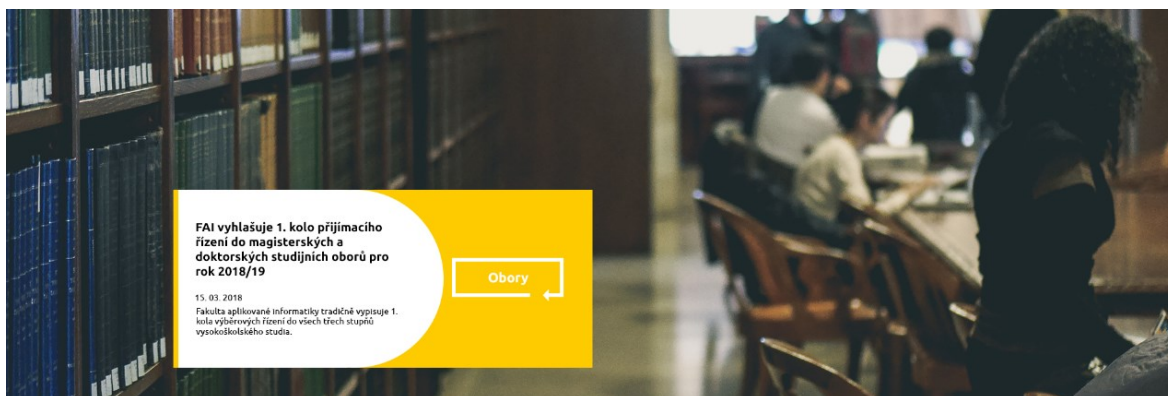 FAI vyhlašuje 1. kolo přijímacího
řízení do magisterských a
doktorských studijních oborů pro
rok 2018/19
15. 03. 2018
Fakulta aplikované informatiky tradičně vypisuje 1.
kola výběrových řízení do všech třech stupňů
vysokoškolského studia.
Obory